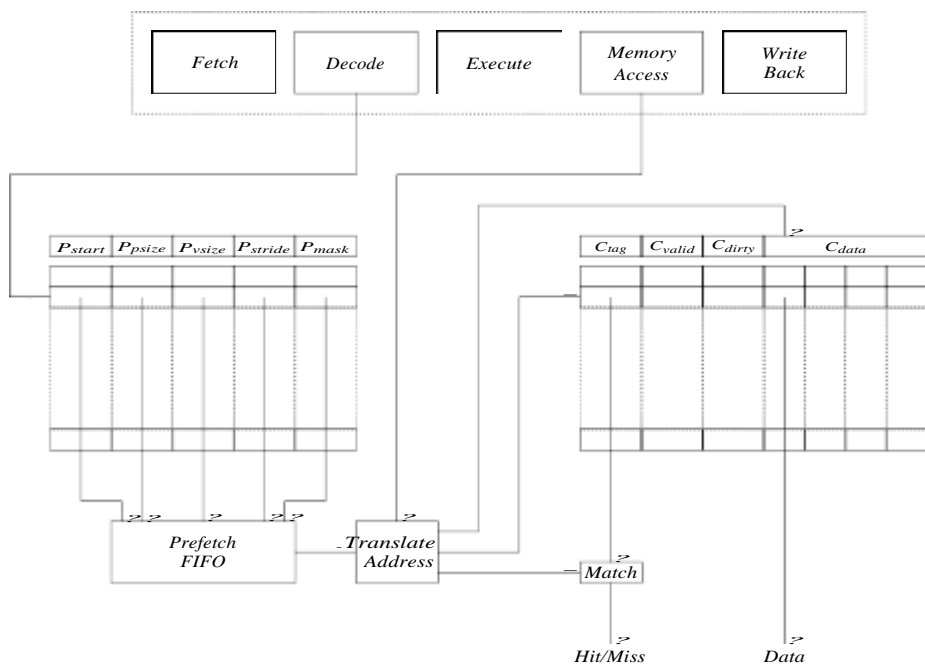 Fetch
Decode
Execute
Memory
Access
Write
Back
Pstart Ppsize Pvsize Pstride Pmask
Ctag Cvalid Cdirty Cdata
?
? ? ? ? ?
Prefetch
FIFO
?
Translate
Address
?
Match
?
Hit/Miss
?
Data